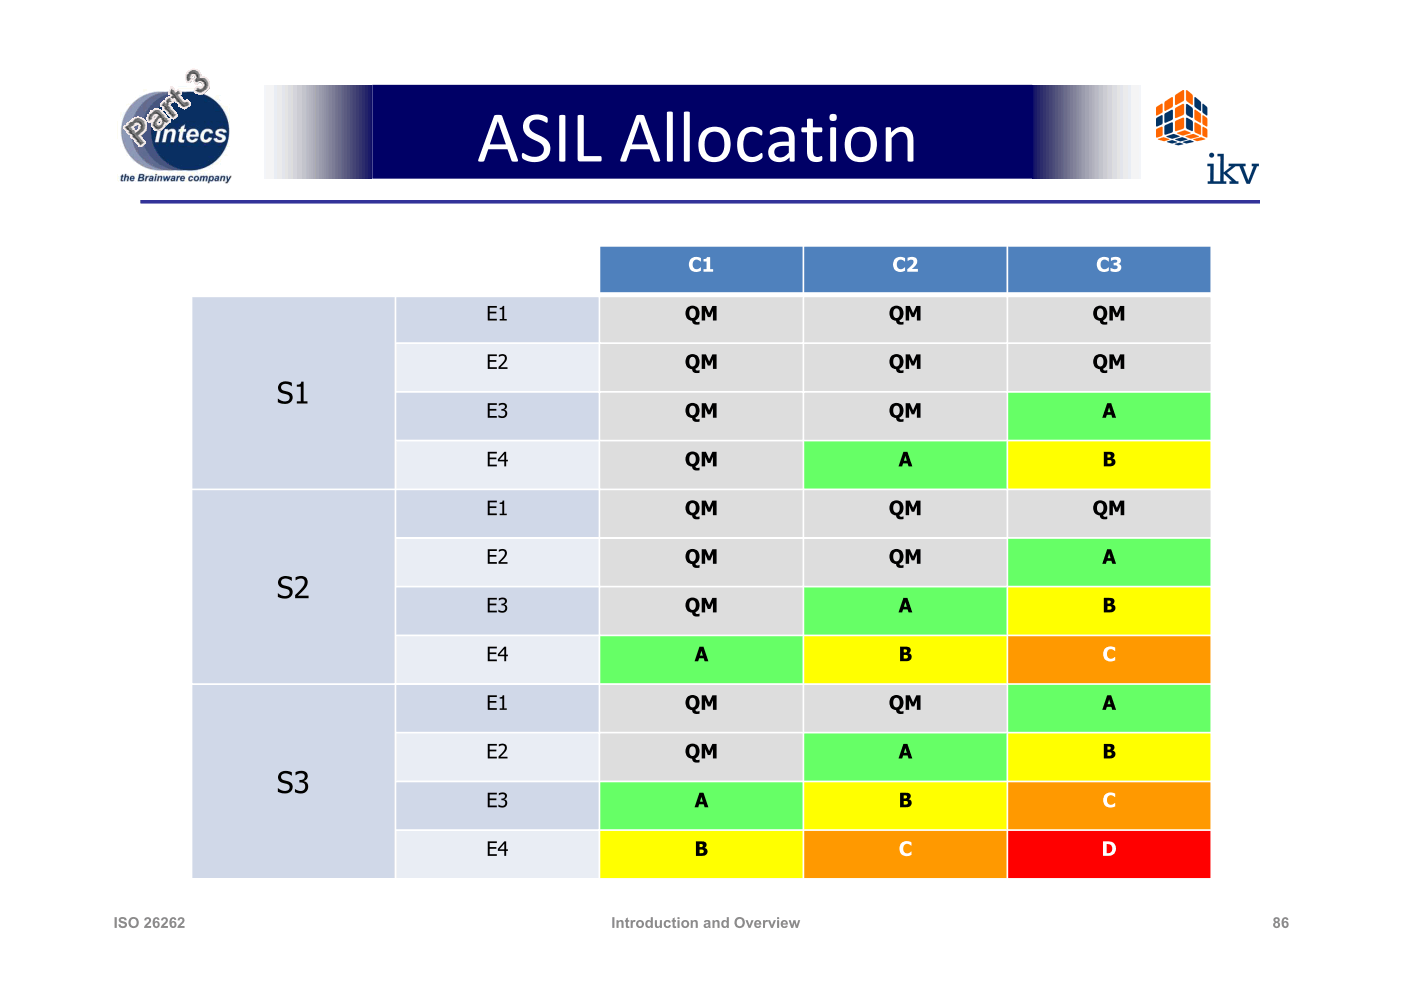 Part 3
intecs
the Brainware company
ASIL Allocation
ikv
C1 C2 C3
S1
E1 QM QM QM
E2 QM QM QM
E3 QM QM A
E4 QM A B
S2
E1 QM QM QM
E2 QM QM A
E3 QM A B
E4 A B C
S3
E1 QM QM A
E2 QM A B
E3 A B C
E4 B C D
ISO 26262 Introduction and Overview 86